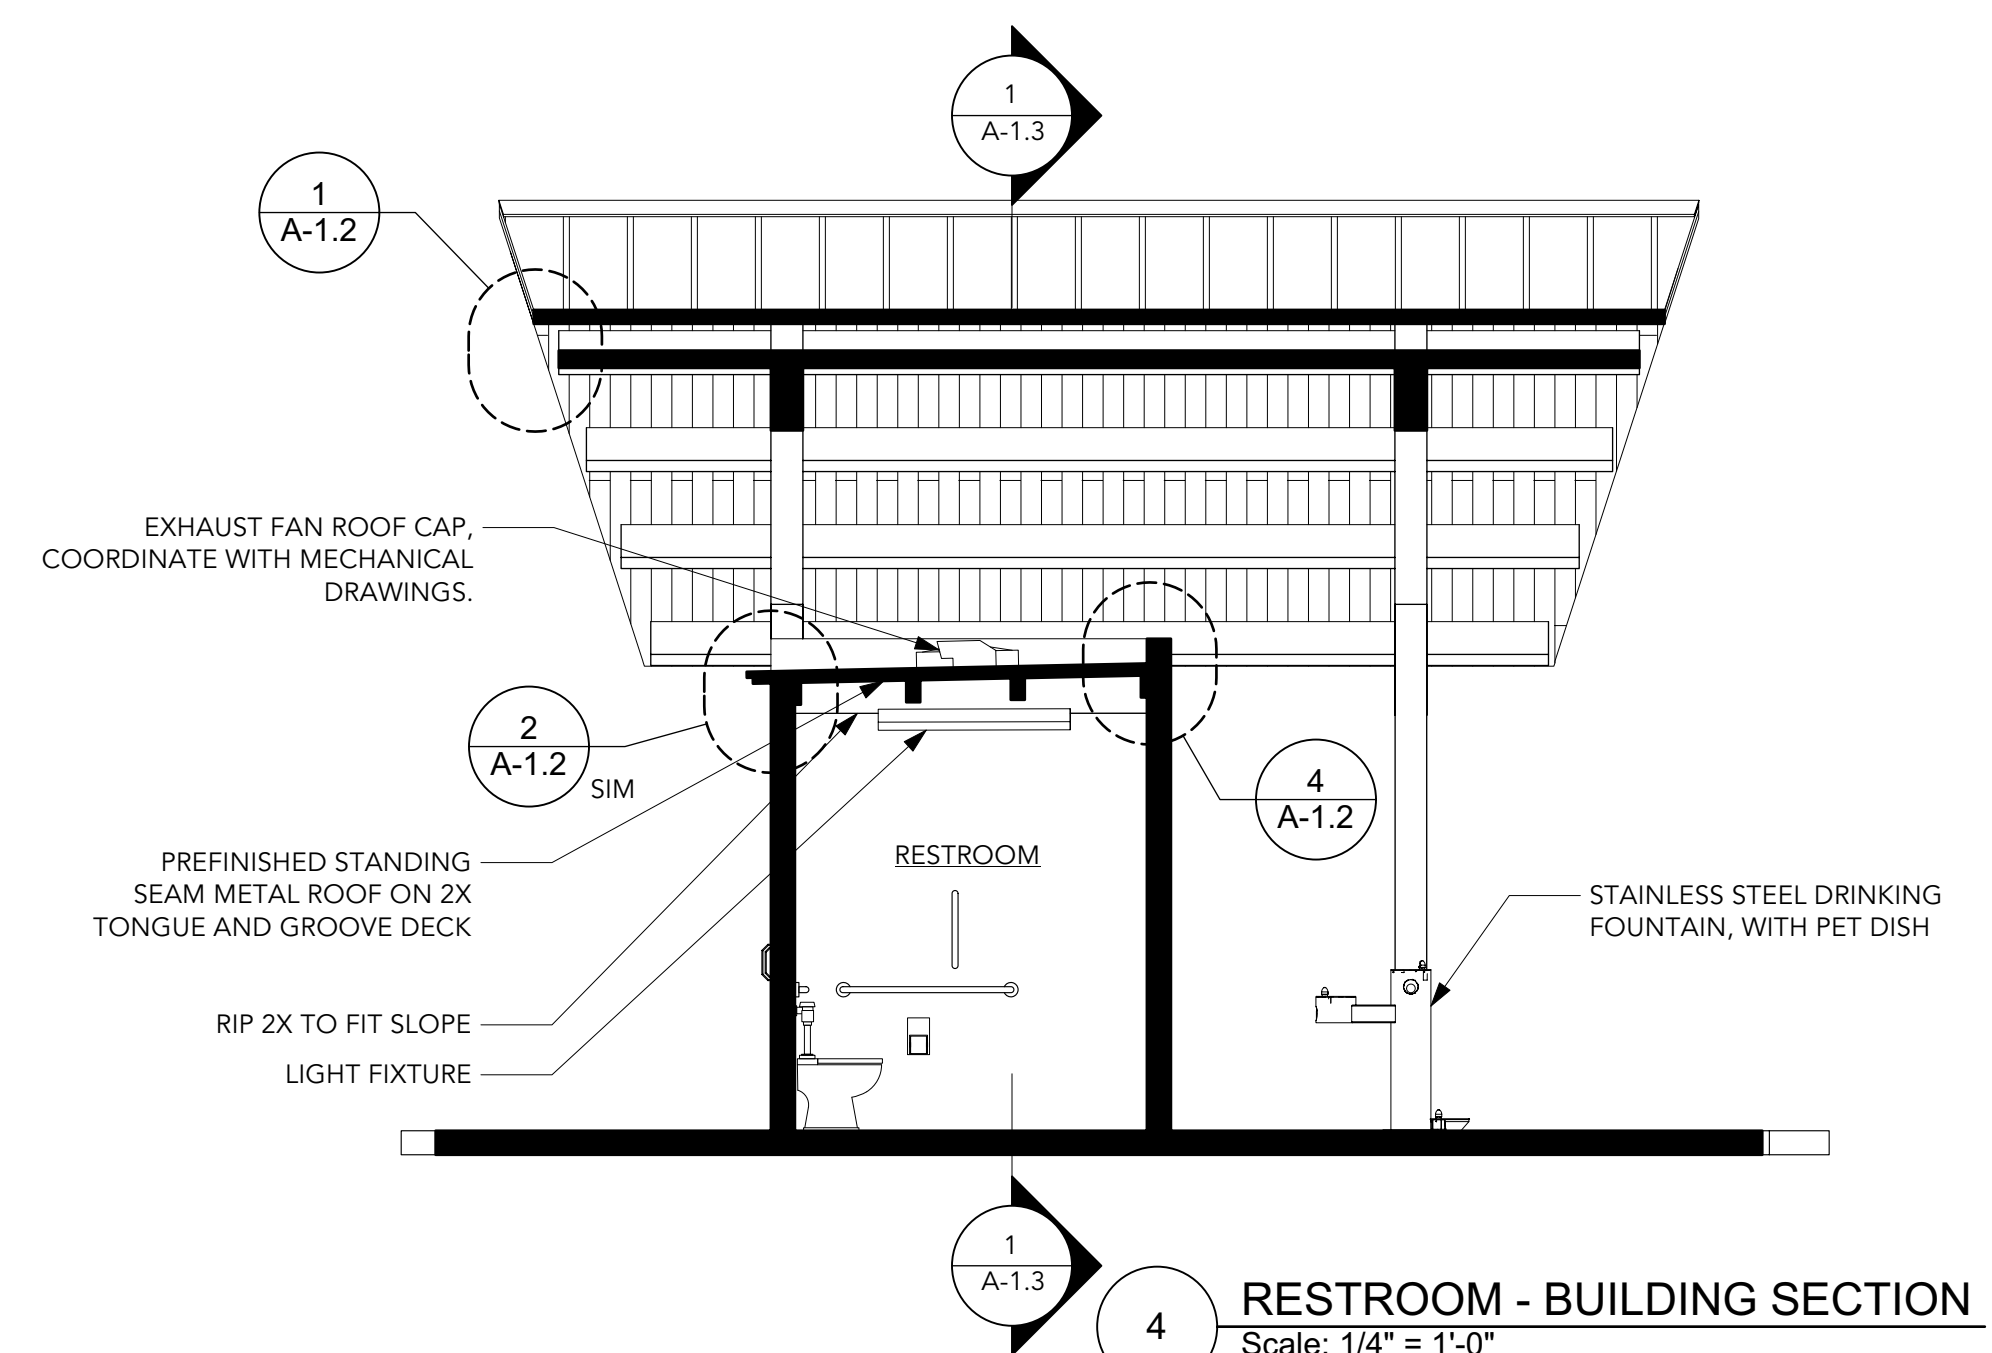 1
A-1.3
1
A-1.2
EXHAUST FAN ROOF CAP,
COORDINATE WITH MECHANICAL
DRAWINGS.
2
A-1.2
SIM
4
A-1.2
PREFINISHED STANDING
SEAM METAL ROOF ON 2X
TONGUE AND GROOVE DECK
RESTROOM
STAINLESS STEEL DRINKING
FOUNTAIN, WITH PET DISH
RIP 2X TO FIT SLOPE
LIGHT FIXTURE
1
A-1.3
4
RESTROOM - BUILDING SECTION
Scale: 1/4" = 1'-0"